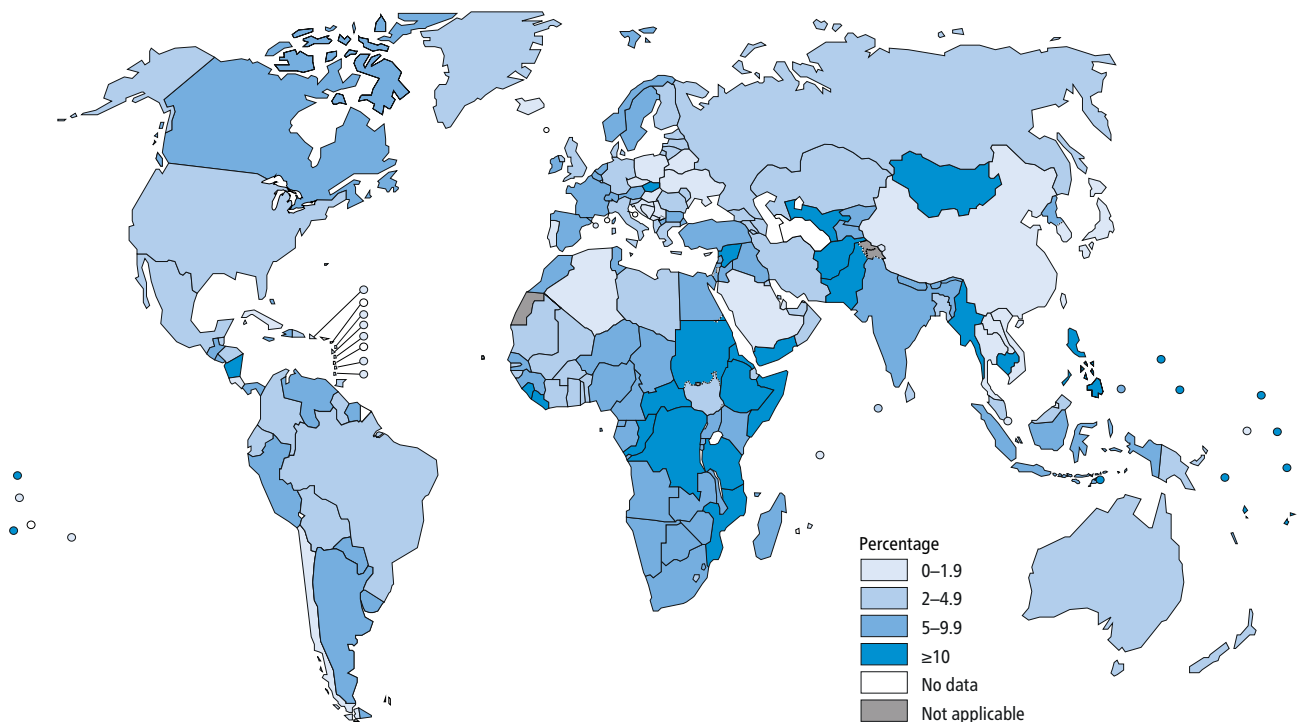 Percentage
0–1.9
2–4.9
5–9.9
≥10
No data
Not applicable